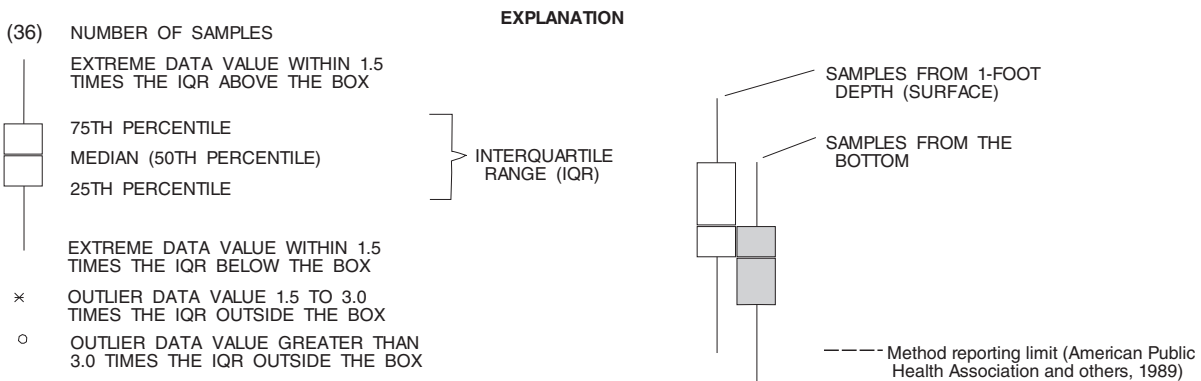 EXPLANATION
(36) NUMBER OF SAMPLES
EXTREME DATA VALUE WITHIN 1.5
TIMES THE IQR ABOVE THE BOX
75TH PERCENTILE
MEDIAN (50TH PERCENTILE)
25TH PERCENTILE
INTERQUARTILE
RANGE (IQR)
EXTREME DATA VALUE WITHIN 1.5
TIMES THE IQR BELOW THE BOX
OUTLIER DATA VALUE 1.5 TO 3.0
TIMES THE IQR OUTSIDE THE BOX
OUTLIER DATA VALUE GREATER THAN
3.0 TIMES THE IQR OUTSIDE THE BOX
SAMPLES FROM 1-FOOT
DEPTH (SURFACE)
SAMPLES FROM THE
BOTTOM
Method reporting limit (American Public
Health Association and others, 1989)